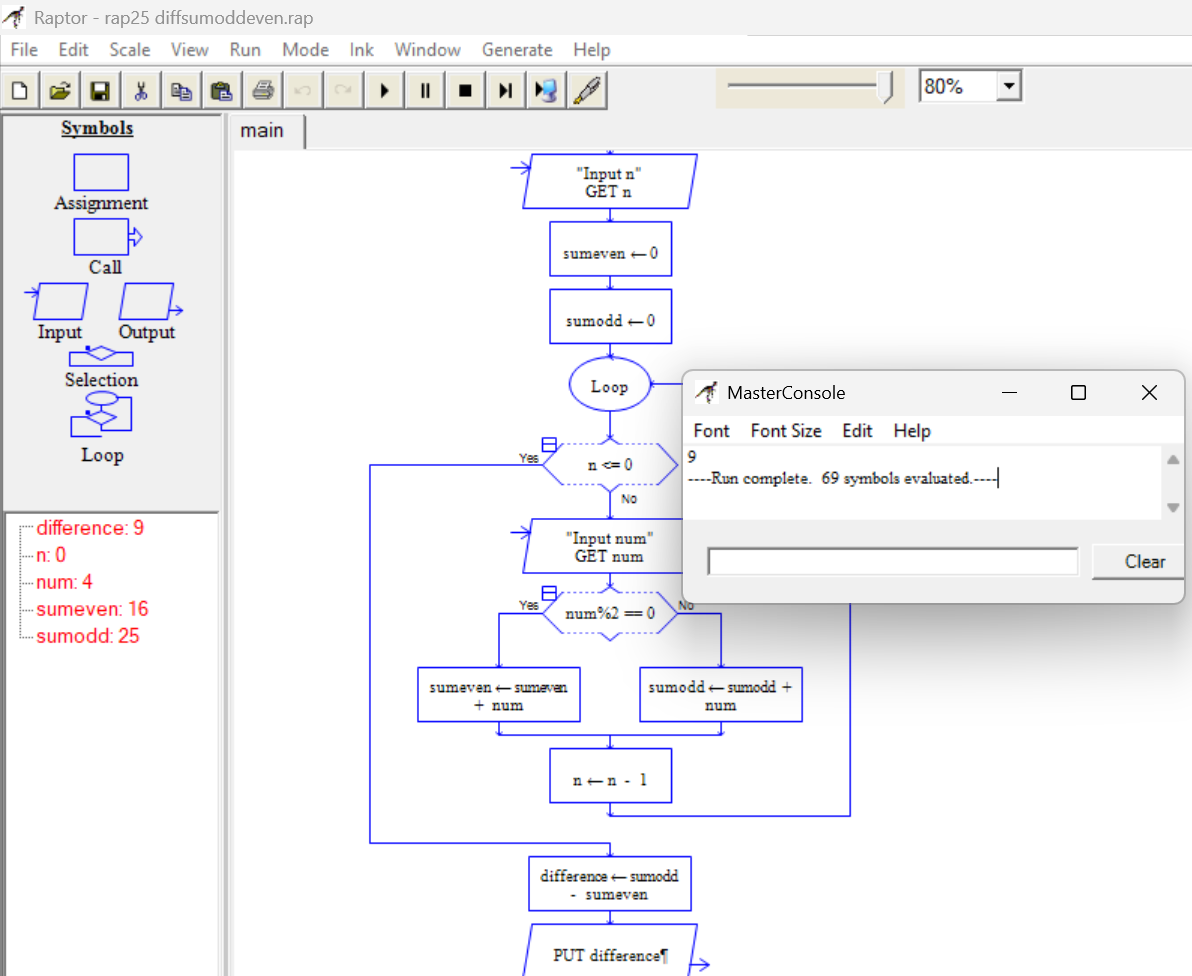 Raptor - rap25 diffsumoddeven.rap
File Edit Scale View Run Mode Ink Window Generate Help
80%
Symbols
Assignment
Call
Input Output
Selection
Loop
difference: 9
n: 0
num: 4
sumeven: 16
sumodd: 25
main
"Input n"
GET n
sumeven ← 0
sumodd ← 0
Loop
Yes
n <= 0
No
"Input num"
GET num
Yes
num%2 == 0
No
sumeven ← sumeven
+ num
sumodd ← sumodd +
num
n ← n - 1
difference ← sumodd
- sumeven
PUT difference¶
MasterConsole
Font Font Size Edit Help
9
----Run complete. 69 symbols evaluated.----
Clear